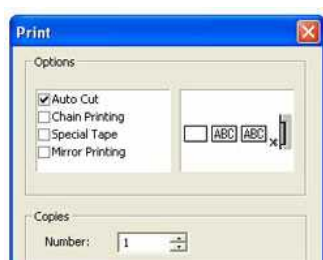 Print
Options
Auto Cut
Chain Printing
Special Tape
Mirror Printing
ABC ABC
Copies
Number: 1